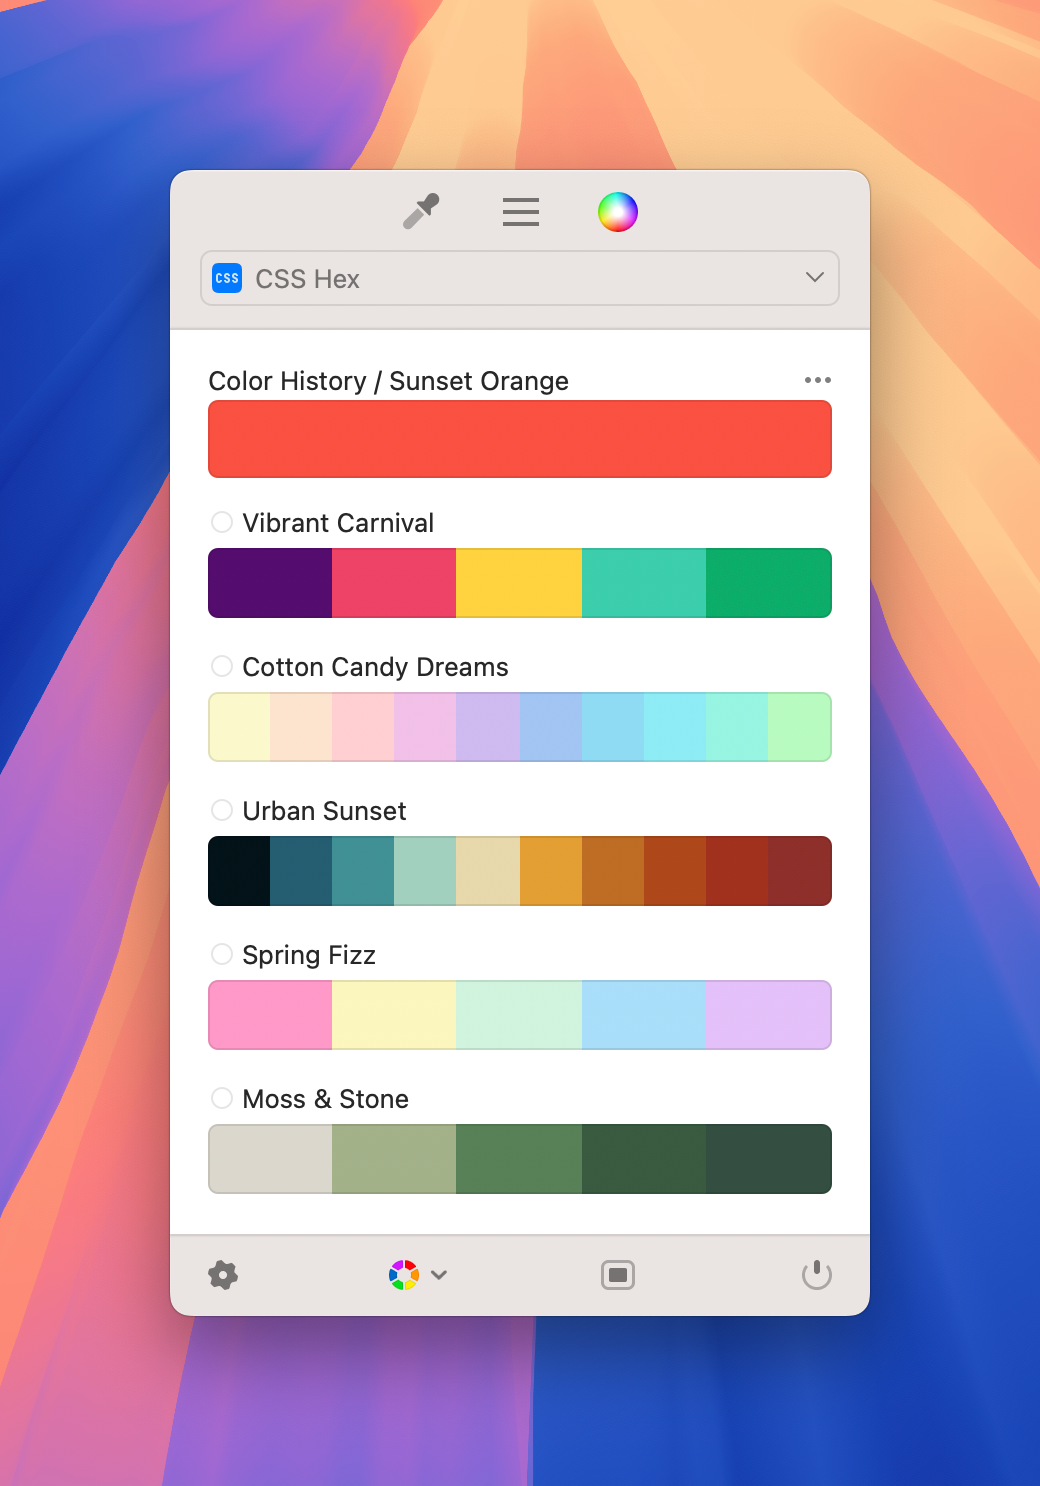 CSS CSS Hex
Color History / Sunset Orange
Vibrant Carnival
Cotton Candy Dreams
Urban Sunset
Spring Fizz
Moss & Stone